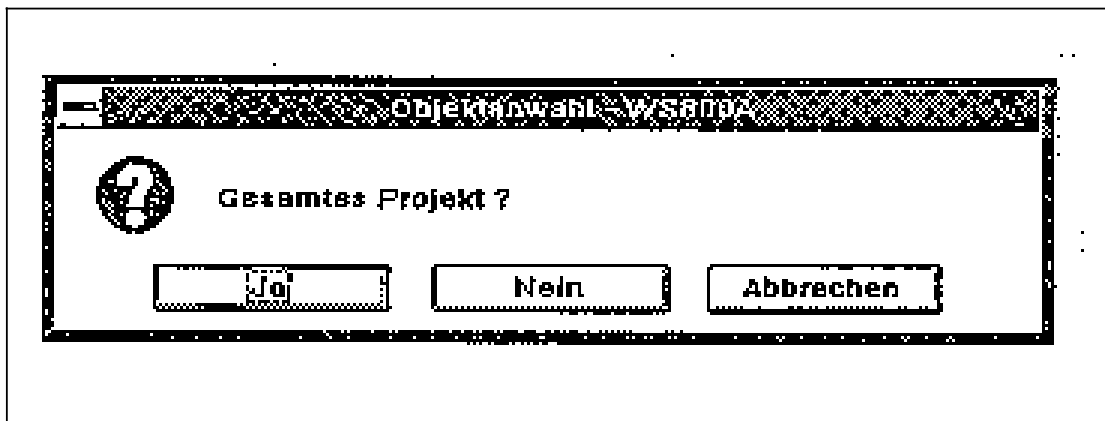 Objektanwahl - WS800A
Gesamtes Projekt ?
Ja
Nein
Abbrechen